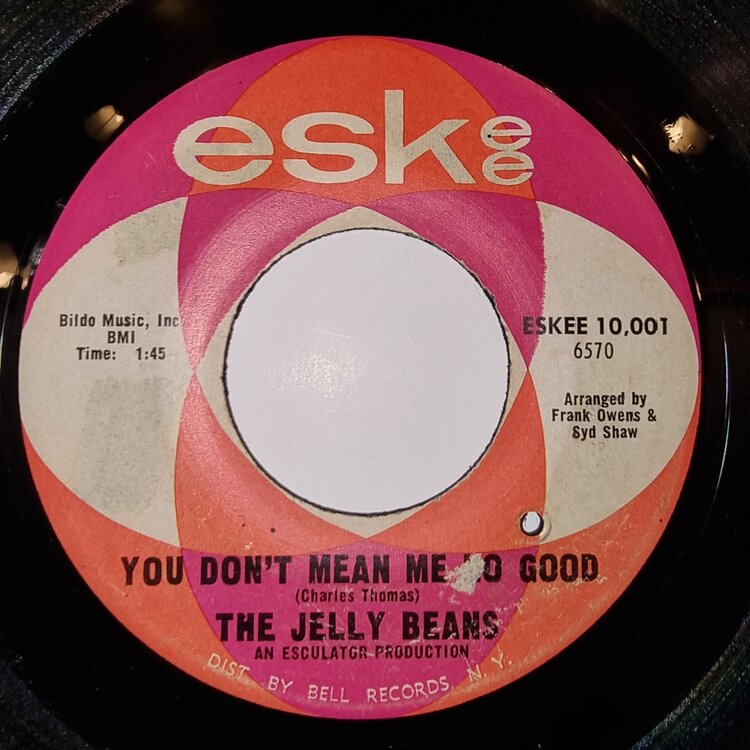 eskee
Bildo Music, Inc
BMI
Time: 1:45
ESKEE 10,001
6570
Arranged by
Frank Owens &
Syd Shaw
YOU DON'T MEAN ME GOOD
(Charles Thomas)
THE JELLY BEANS
AN ESCULATOR PRODUCTION
DIST. BY BELL RECORDS, N.Y.